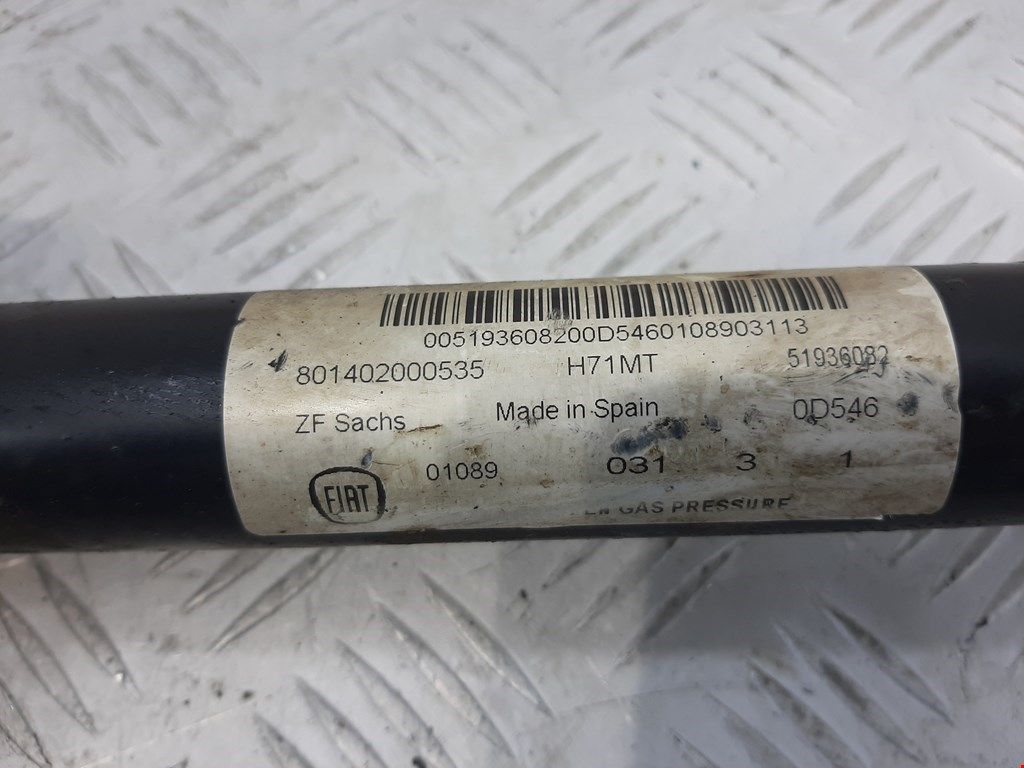 005193608200D5460108903113
801402000535 H71MT 51936082
ZF Sachs Made in Spain 0D546
FIAT 01089 031 3 1
GAS PRESSURE